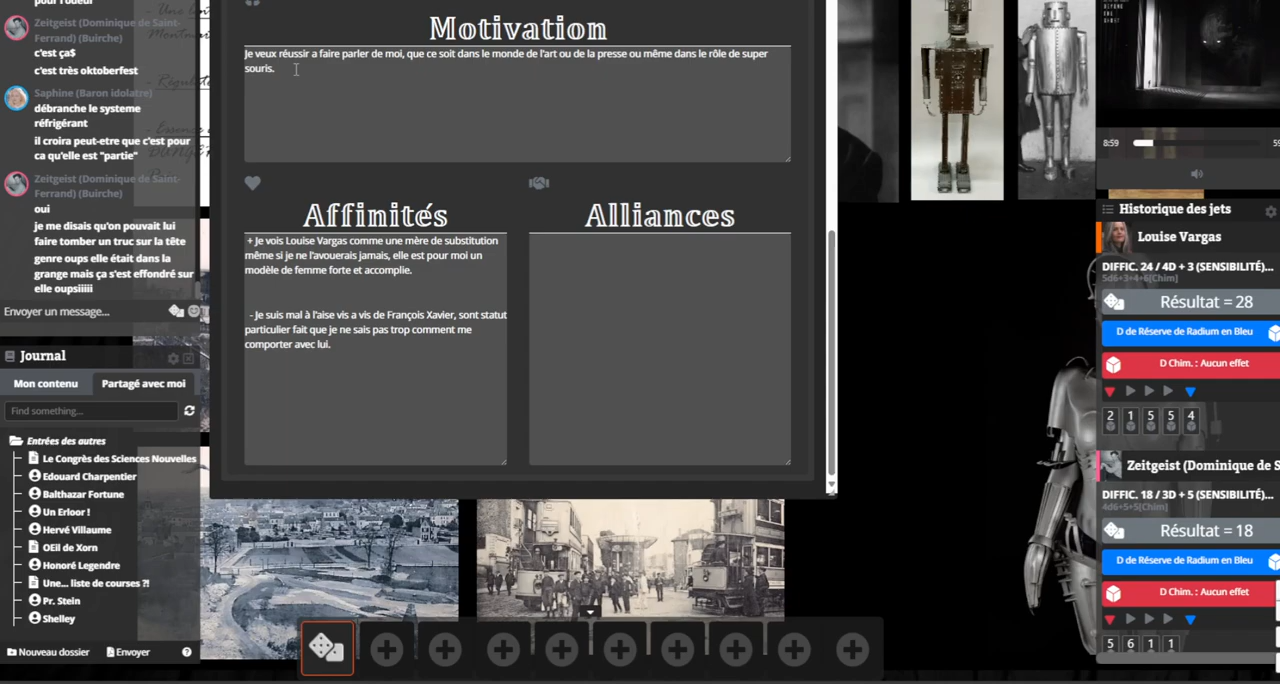 pour l'odeur
Zeitgeist (Dominique de Saint-
Ferrand) (Buirche)
c'est ça$
c'est très oktoberfest
Saphine (Baron idolatre)
débranche le systeme
réfrigérant
il croira peut-etre que c'est pour
ca qu'elle est "partie"
Zeitgeist (Dominique de Saint-
Ferrand) (Buirche)
oui
je me disais qu'on pouvait lui
faire tomber un truc sur la tête
genre oups elle était dans la
grange mais ça s'est effondré sur
elle oupsiiiii
Envoyer un message...
Journal
Mon contenu
Partagé avec moi
Find something...
Entrées des autres
Le Congrès des Sciences Nouvelles
Edouard Charpentier
Balthazar Fortune
Un Erloor !
Hervé Villaume
OEil de Xorn
Honoré Legendre
Une... liste de courses ?!
Pr. Stein
Shelley
Nouveau dossier
Envoyer
?
Motivation
Je veux réussir a faire parler de moi, que ce soit dans le monde de l'art ou de la presse ou même dans le rôle de super
souris.
Affinités
+ Je vois Louise Vargas comme une mère de substitution
même si je ne l'avouerais jamais, elle est pour moi un
modèle de femme forte et accomplie.
- Je suis mal à l'aise vis a vis de François Xavier, sont statut
particulier fait que je ne sais pas trop comment me
comporter avec lui.
Alliances
8:59
59
Historique des jets
Louise Vargas
DIFFIC. 24 / 4D + 3 (SENSIBILITÉ)...
5d6+3+4+6[Chim]
Résultat = 28
D de Réserve de Radium en Bleu
D Chim. : Aucun effet
2 1 5 5 4
Zeitgeist (Dominique de S
DIFFIC. 18 / 3D + 5 (SENSIBILITÉ)...
4d6+5+5[Chim]
Résultat = 18
D de Réserve de Radium en Bleu
D Chim. : Aucun effet
5 6 1 1